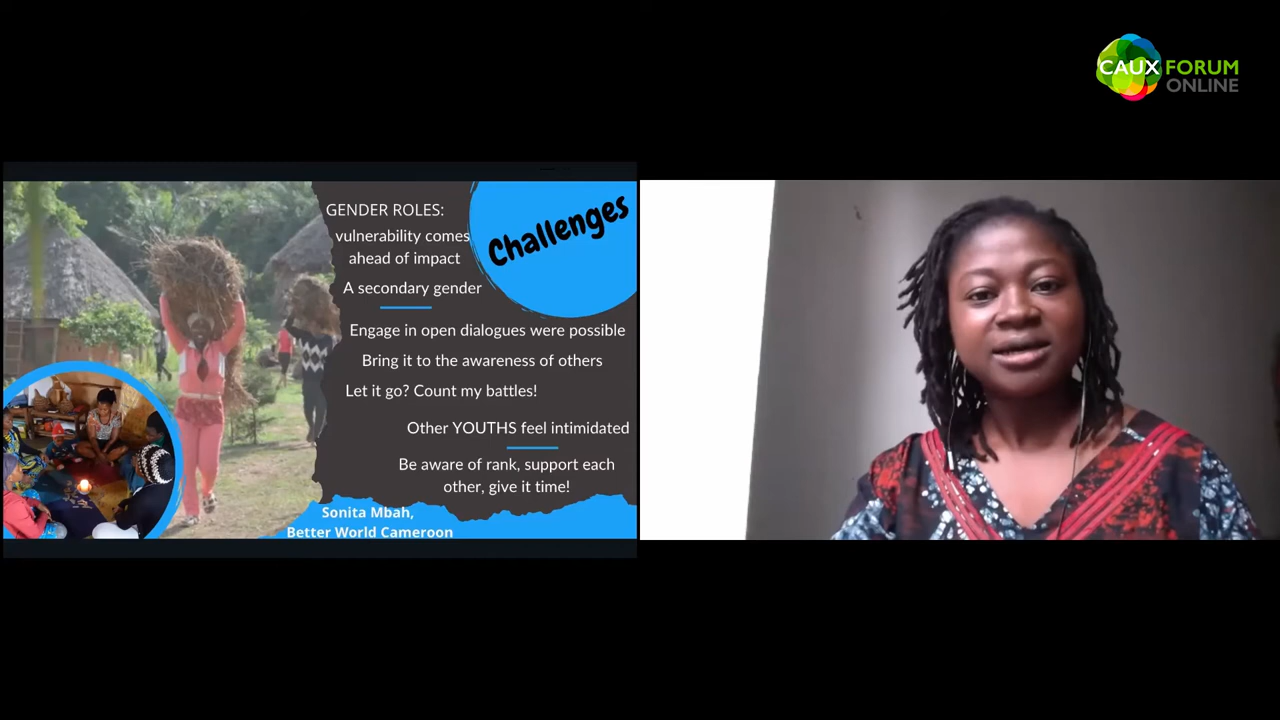 CAUX FORUM
ONLINE
Challenges
GENDER ROLES:
vulnerability comes
ahead of impact
A secondary gender
Engage in open dialogues were possible
Bring it to the awareness of others
Let it go? Count my battles!
Other YOUTHS feel intimidated
Be aware of rank, support each
other, give it time!
Sonita Mbah,
Better World Cameroon